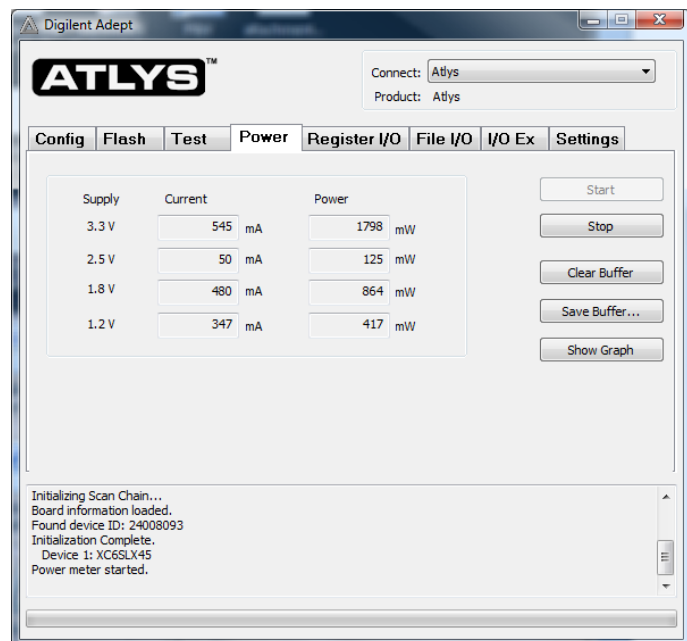 Digilent Adept
ATLYS™
Connect: Atlys
Product: Atlys
Config Flash Test Power Register I/O File I/O I/O Ex Settings
Supply Current Power
Start
3.3 V 545 mA 1798 mW
Stop
2.5 V 50 mA 125 mW
Clear Buffer
1.8 V 480 mA 864 mW
Save Buffer...
1.2 V 347 mA 417 mW
Show Graph
Initializing Scan Chain...
Board information loaded.
Found device ID: 24008093
Initialization Complete.
Device 1: XC6SLX45
Power meter started.